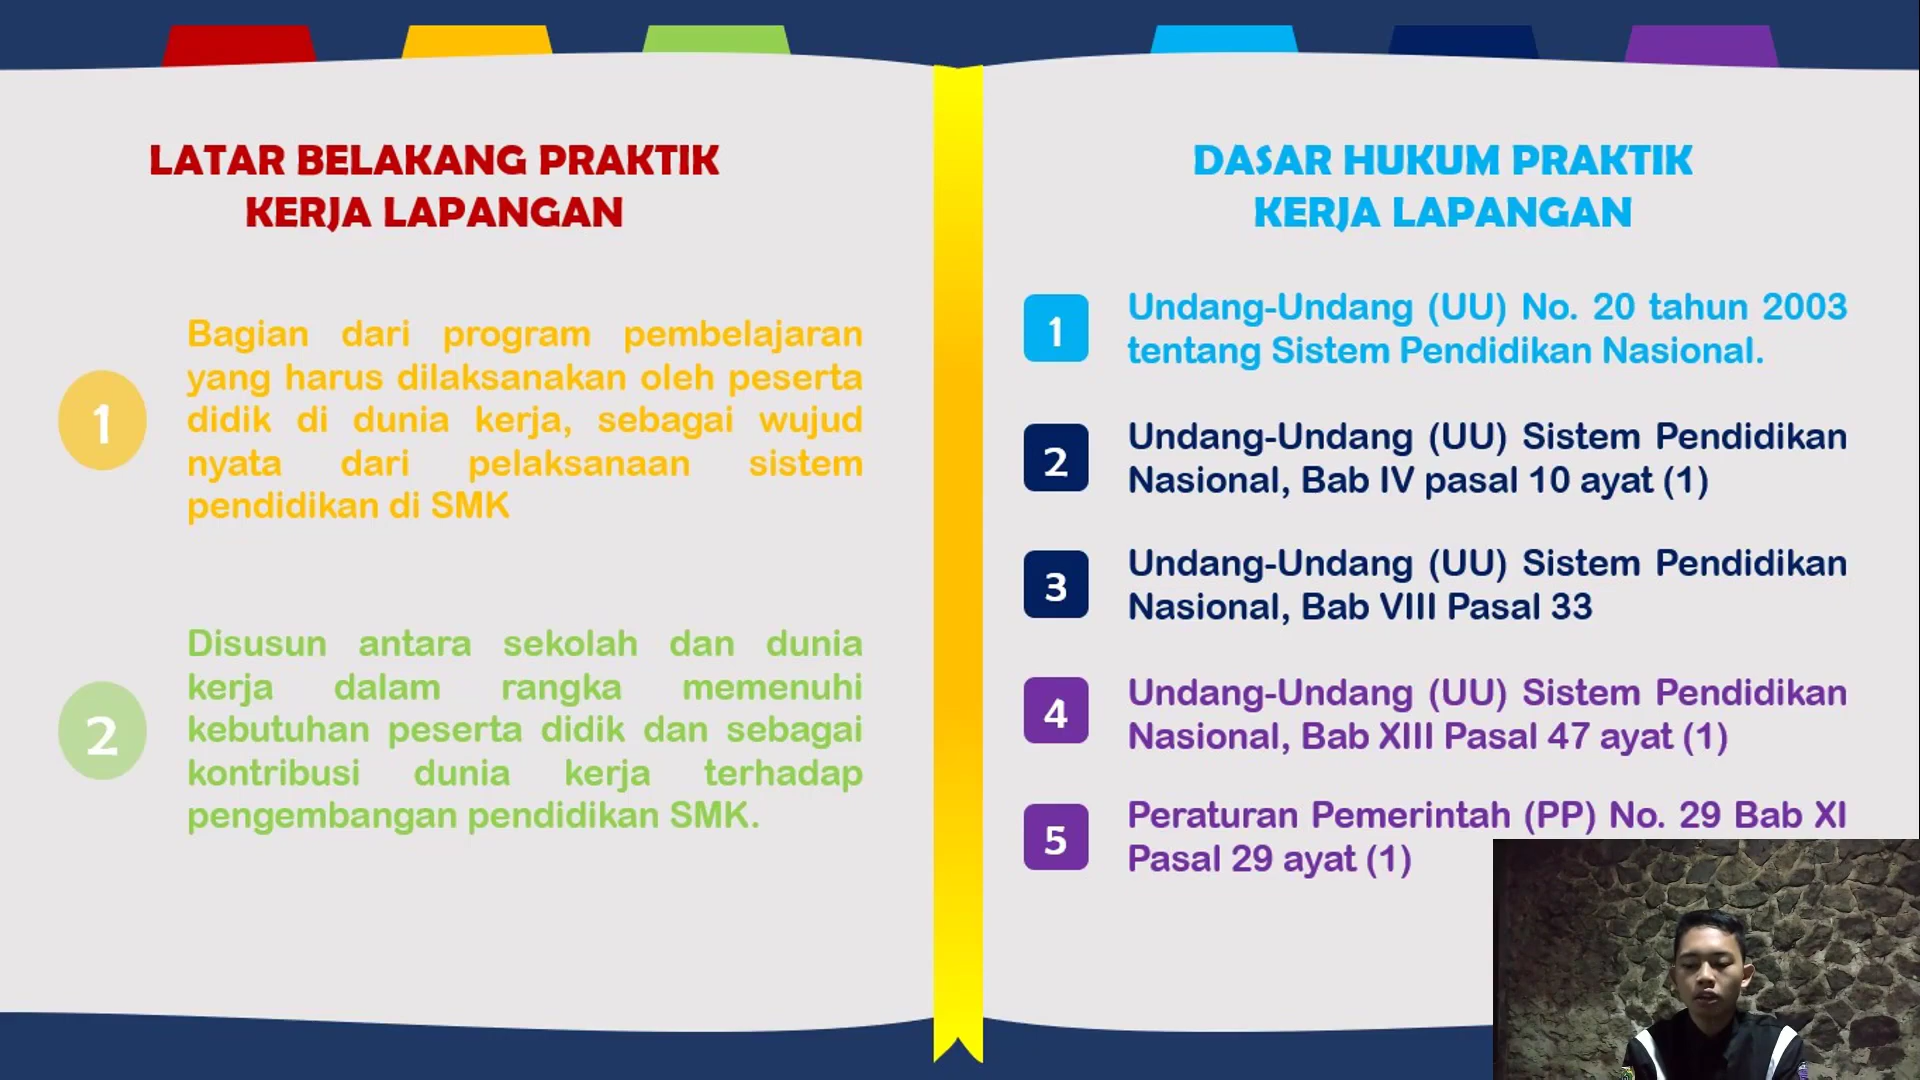 LATAR BELAKANG PRAKTIK
KERJA LAPANGAN
1
Bagian dari program pembelajaran
yang harus dilaksanakan oleh peserta
didik di dunia kerja, sebagai wujud
nyata dari pelaksanaan sistem
pendidikan di SMK
2
Disusun antara sekolah dan dunia
kerja dalam rangka memenuhi
kebutuhan peserta didik dan sebagai
kontribusi dunia kerja terhadap
pengembangan pendidikan SMK.
DASAR HUKUM PRAKTIK
KERJA LAPANGAN
1
Undang-Undang (UU) No. 20 tahun 2003
tentang Sistem Pendidikan Nasional.
2
Undang-Undang (UU) Sistem Pendidikan
Nasional, Bab IV pasal 10 ayat (1)
3
Undang-Undang (UU) Sistem Pendidikan
Nasional, Bab VIII Pasal 33
4
Undang-Undang (UU) Sistem Pendidikan
Nasional, Bab XIII Pasal 47 ayat (1)
5
Peraturan Pemerintah (PP) No. 29 Bab XI
Pasal 29 ayat (1)